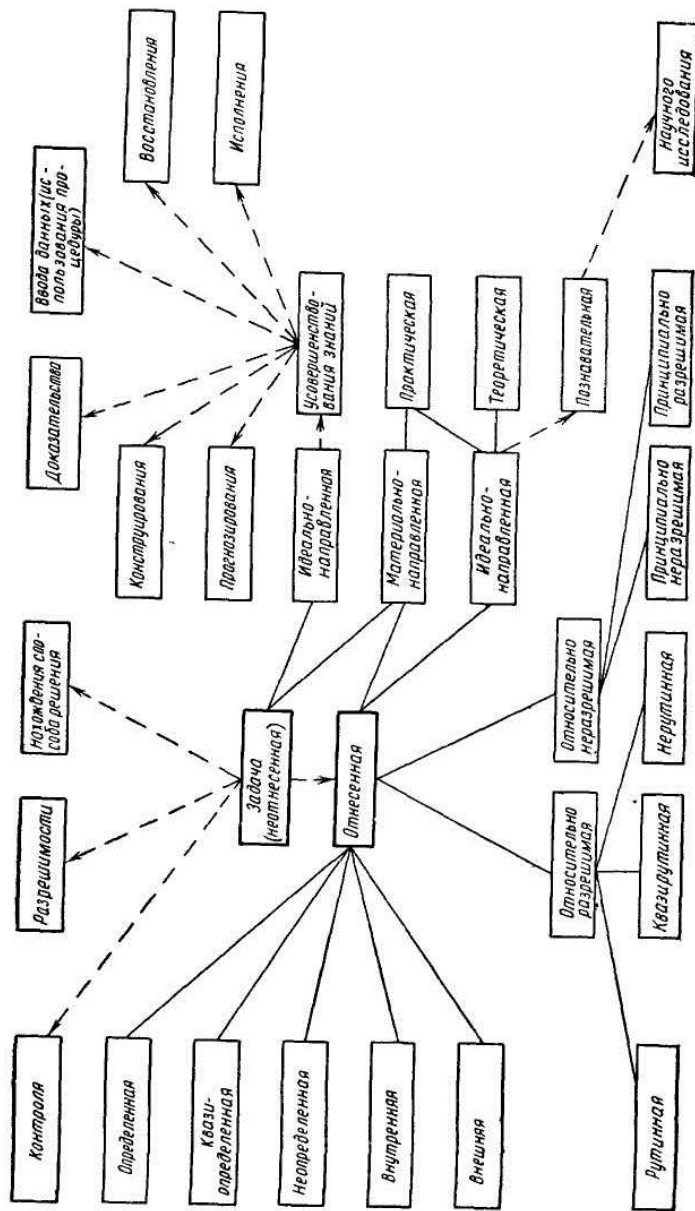 Контроля
Разрешимости
Нахождения спо-
соба решения
Доказательства
Ввода данных (ис-
пользования про-
цедуры)
Определенная
Конструирования
Восстановления
Квази-
определенная
Прогнозирования
Исполнения
Задача
(неотнесенная)
Неопределенная
Идеально-
направленная
Усовершенство-
вания знаний
Отнесенная
Внутренняя
Материально-
направленная
Практическая
Внешняя
Идеально-
направленная
Теоретическая
Относительно
разрешимая
Относительно
неразрешимая
Познавательная
Рутинная
Квазирутинная
Нерутинная
Принципиально
неразрешимая
Принципиально
разрешимая
Научного
исследования